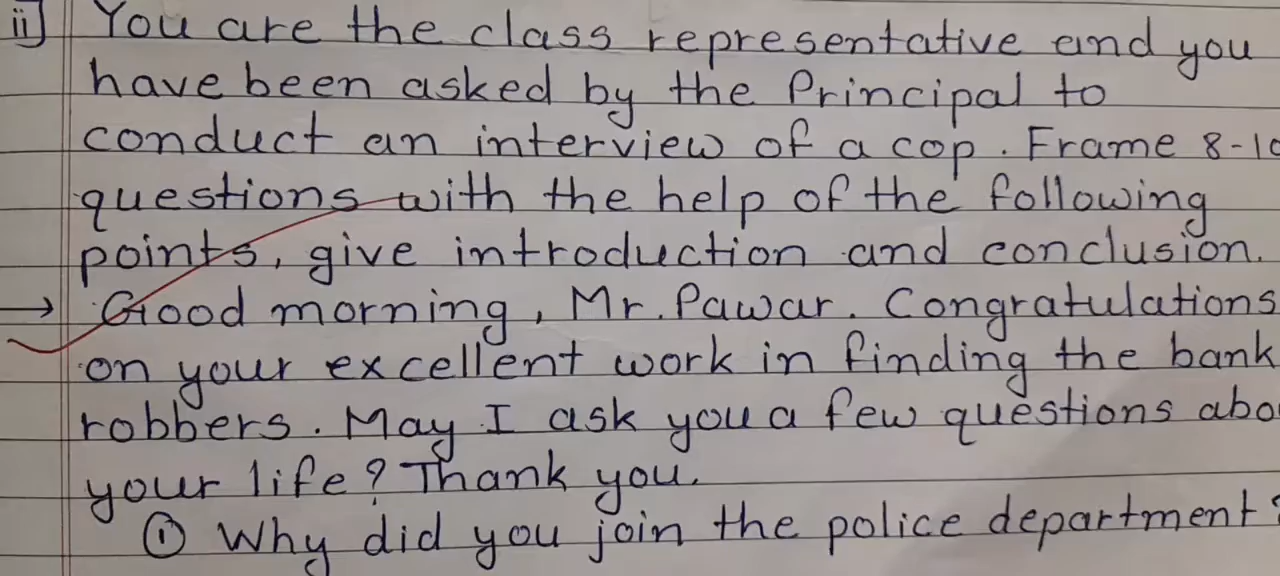 ii] You are the class representative and you
have been asked by the Principal to
conduct an interview of a cop. Frame 8-10
questions with the help of the following
points, give introduction and conclusion.
→ Good morning, Mr. Pawar. Congratulations
on your excellent work in finding the bank
robbers. May I ask you a few questions abo
your life? Thank you.
① Why did you join the police department?